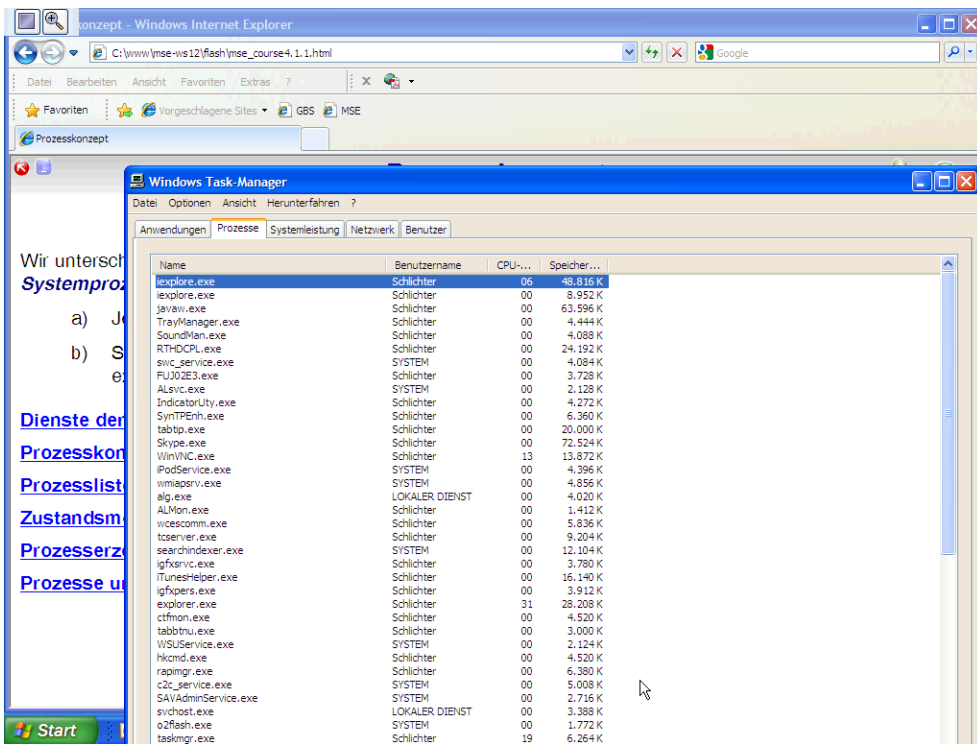 onzept - Windows Internet Explorer
C:\www\mse-ws12\flash\mse_course4.1.1.html
Google
Datei Bearbeiten Ansicht Favoriten Extras ?
X
Favoriten Vorgeschlagene Sites GBS MSE
Prozesskonzept
Windows Task-Manager
Datei Optionen Ansicht Herunterfahren ?
Anwendungen Prozesse Systemleistung Netzwerk Benutzer
Wir untersch
Systemproz
a) Je
b) S
e
Dienste der
Prozesskon
Prozessliste
Zustandsm
Prozesserze
Prozesse un
Name Benutzername CPU-... Speicher...
iexplore.exe Schlichter 06 48.816 K
iexplore.exe Schlichter 00 8.952 K
javaw.exe Schlichter 00 63.596 K
TrayManager.exe Schlichter 00 4.444 K
SoundMan.exe Schlichter 00 4.088 K
RTHDCPL.exe Schlichter 00 24.192 K
swc_service.exe SYSTEM 00 4.084 K
FUJ02E3.exe Schlichter 00 3.728 K
ALsvc.exe SYSTEM 00 2.128 K
IndicatorUty.exe Schlichter 00 4.272 K
SynTPEnh.exe Schlichter 00 6.360 K
tabtip.exe Schlichter 00 20.000 K
Skype.exe Schlichter 00 72.524 K
WinVNC.exe Schlichter 13 13.872 K
iPodService.exe SYSTEM 00 4.396 K
wmiapsrv.exe SYSTEM 00 4.856 K
alg.exe LOKALER DIENST 00 4.020 K
ALMon.exe Schlichter 00 1.412 K
wcescomm.exe Schlichter 00 5.836 K
tcserver.exe Schlichter 00 9.204 K
searchindexer.exe SYSTEM 00 12.104 K
igfxsrvc.exe Schlichter 00 3.780 K
iTunesHelper.exe Schlichter 00 16.140 K
igfxpers.exe Schlichter 00 3.912 K
explorer.exe Schlichter 31 28.208 K
ctfmon.exe Schlichter 00 4.520 K
tabbtnu.exe Schlichter 00 3.000 K
WSUService.exe SYSTEM 00 2.124 K
hkcmd.exe Schlichter 00 4.520 K
rapimgr.exe Schlichter 00 6.380 K
c2c_service.exe SYSTEM 00 5.008 K
SAVAdminService.exe SYSTEM 00 2.716 K
svchost.exe LOKALER DIENST 00 3.388 K
o2flash.exe SYSTEM 00 1.772 K
taskmgr.exe Schlichter 19 6.264 K
Start